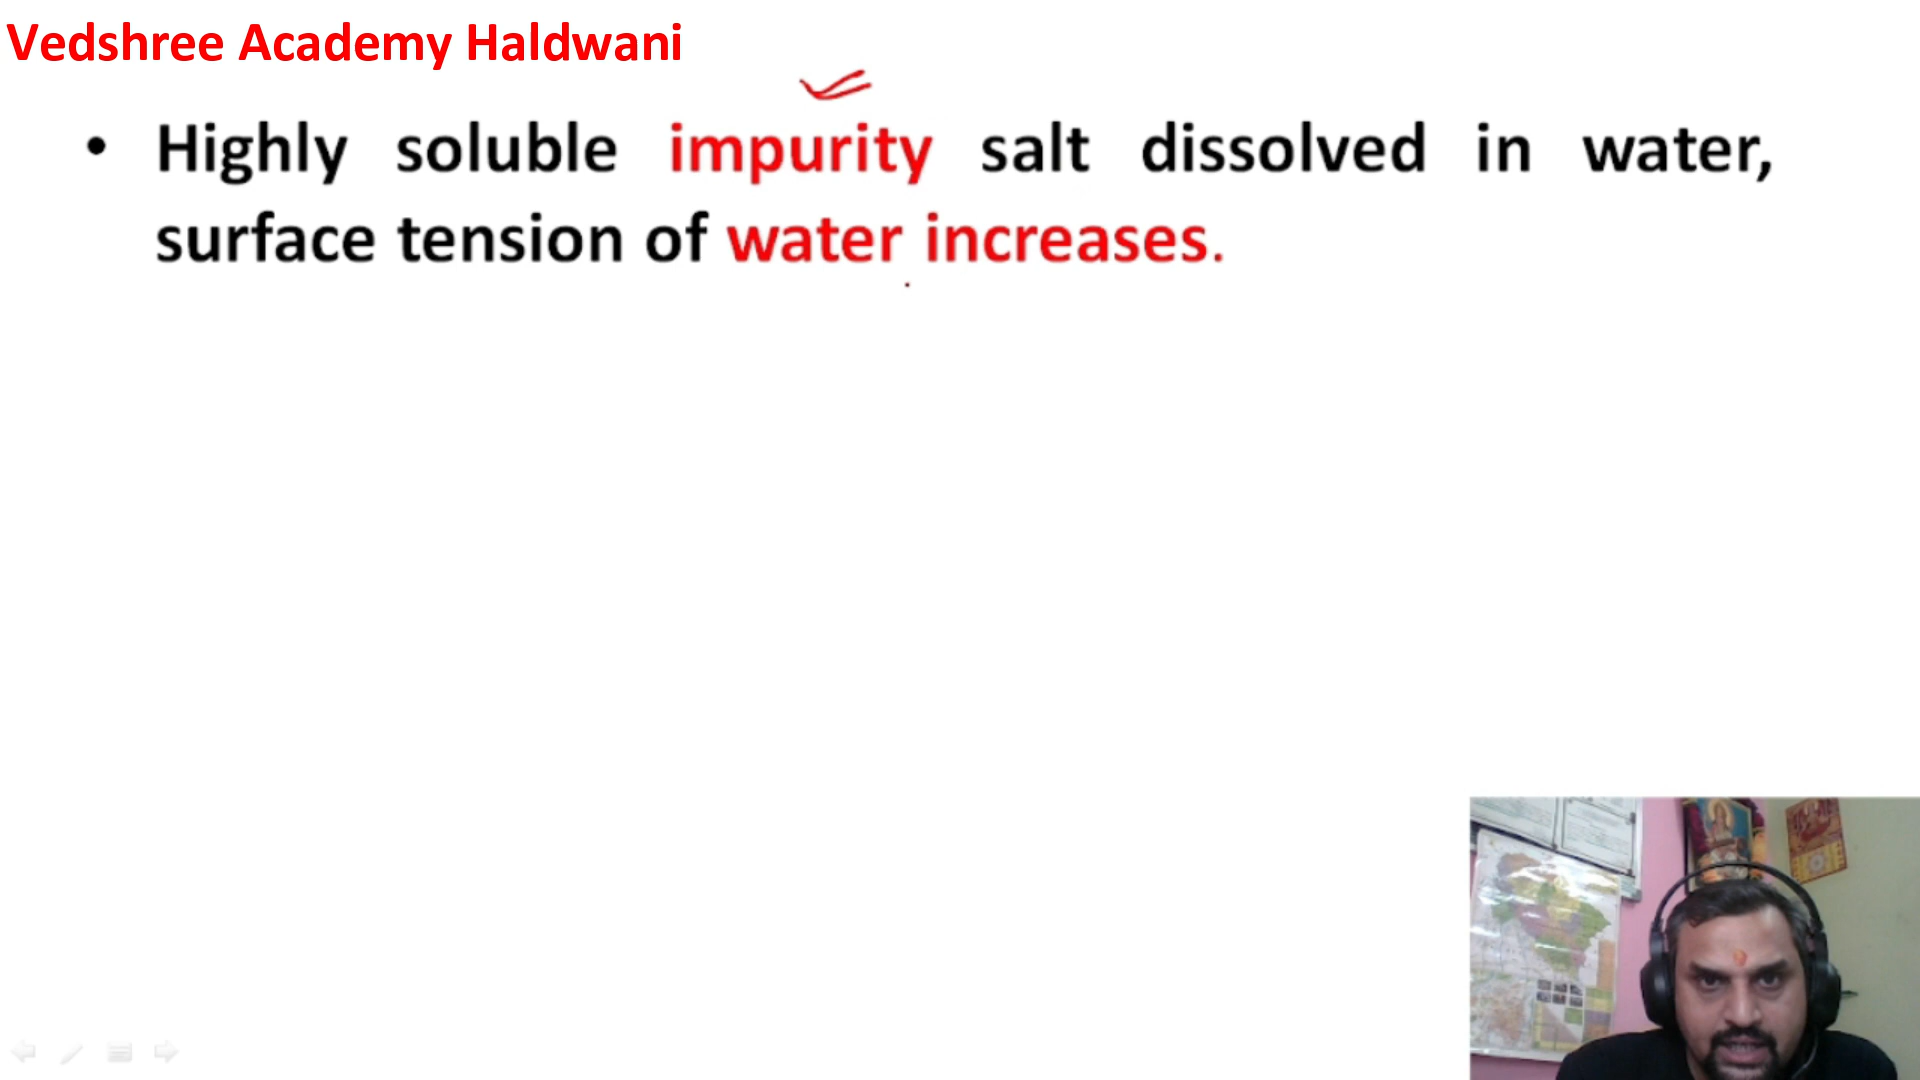 Vedshree Academy Haldwani
• Highly soluble impurity salt dissolved in water,
surface tension of water increases.